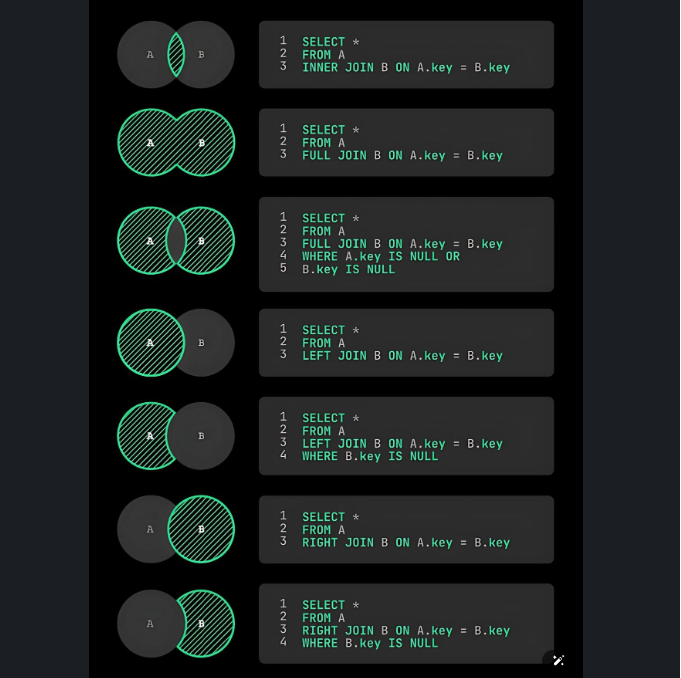 A B
1 SELECT *
2 FROM A
3 INNER JOIN B ON A.key = B.key
A B
1 SELECT *
2 FROM A
3 FULL JOIN B ON A.key = B.key
A B
1 SELECT *
2 FROM A
3 FULL JOIN B ON A.key = B.key
4 WHERE A.key IS NULL OR
5 B.key IS NULL
A B
1 SELECT *
2 FROM A
3 LEFT JOIN B ON A.key = B.key
A B
1 SELECT *
2 FROM A
3 LEFT JOIN B ON A.key = B.key
4 WHERE B.key IS NULL
A B
1 SELECT *
2 FROM A
3 RIGHT JOIN B ON A.key = B.key
A B
1 SELECT *
2 FROM A
3 RIGHT JOIN B ON A.key = B.key
4 WHERE B.key IS NULL